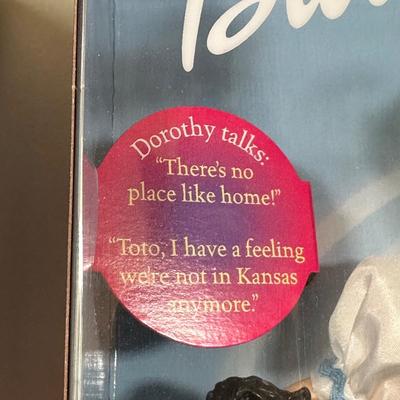 Dorothy talks:
“There's no
place like home!”
“Toto, I have a feeling
we're not in Kansas
anymore.”